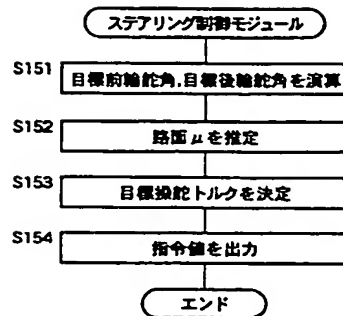 ステアリング制御モジュール
S151
目標前輪舵角,目標後輪舵角を演算
S152
路面μを推定
S153
目標操舵トルクを決定
S154
指令値を出力
エンド